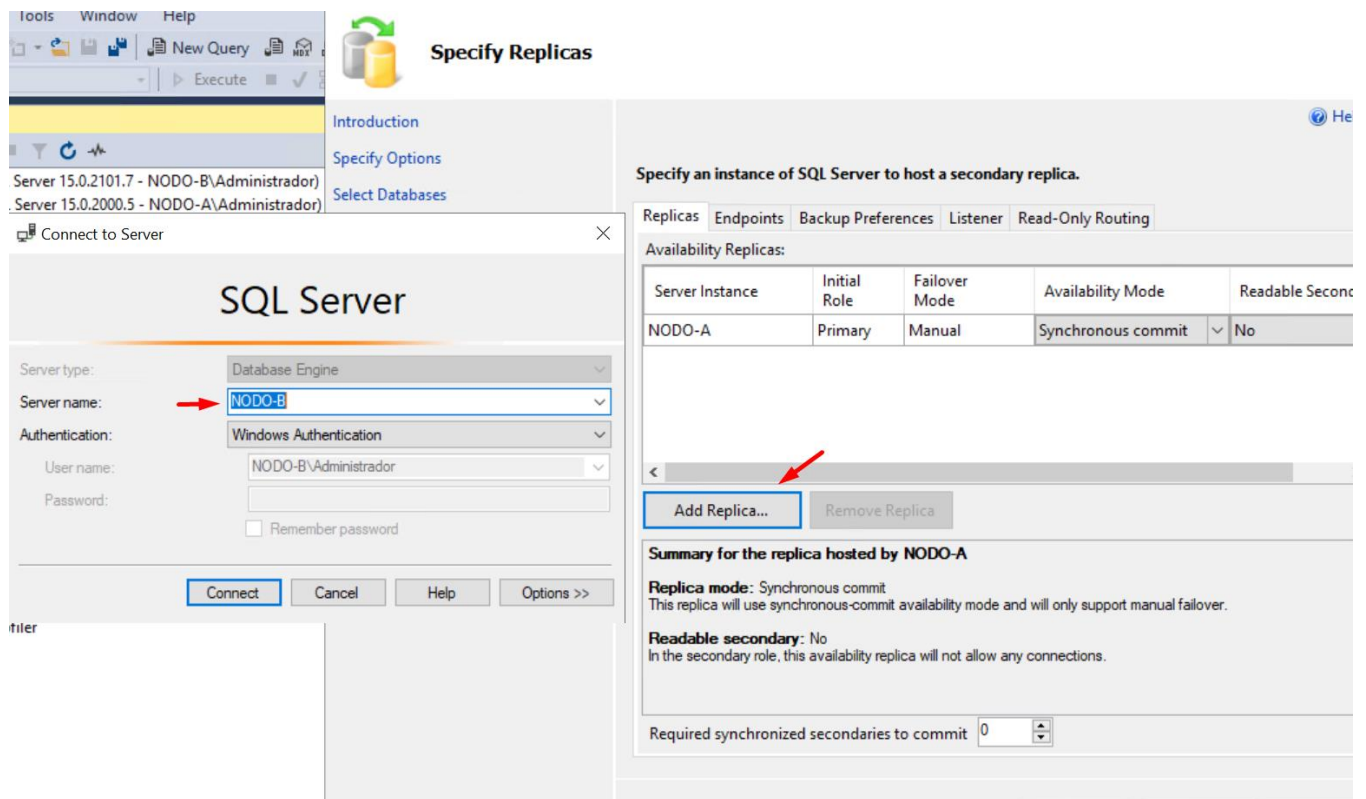 Tools Window Help
New Query
MDX
Execute
Server 15.0.2101.7 - NODO-B\Administrador)
Server 15.0.2000.5 - NODO-A\Administrador)
Connect to Server
SQL Server
Server type: Database Engine
Server name: NODO-B
Authentication: Windows Authentication
User name: NODO-B\Administrador
Password:
Remember password
Connect Cancel Help Options >>
ofiler
Specify Replicas
Introduction
Specify Options
Select Databases
Hel
Specify an instance of SQL Server to host a secondary replica.
Replicas Endpoints Backup Preferences Listener Read-Only Routing
Availability Replicas:
Server Instance Initial Role Failover Mode Availability Mode Readable Second
NODO-A Primary Manual Synchronous commit No
Add Replica... Remove Replica
Summary for the replica hosted by NODO-A
Replica mode: Synchronous commit
This replica will use synchronous-commit availability mode and will only support manual failover.
Readable secondary: No
In the secondary role, this availability replica will not allow any connections.
Required synchronized secondaries to commit 0